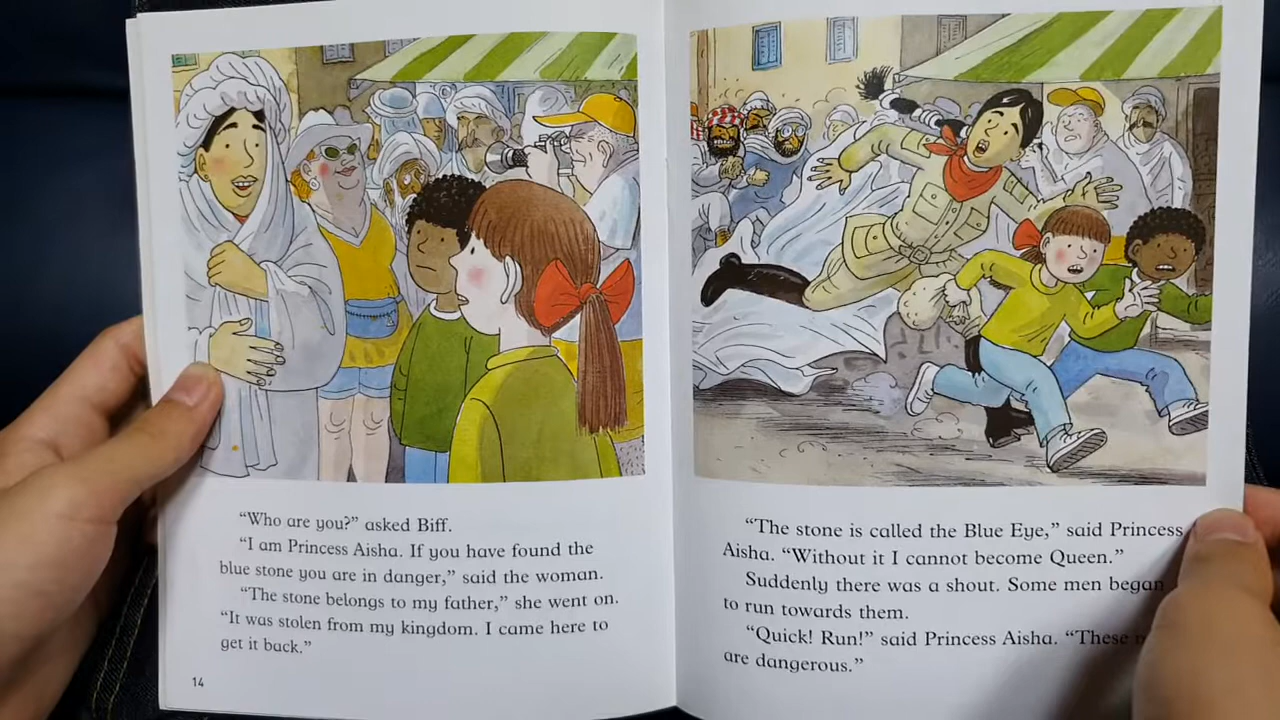 “Who are you?” asked Biff.
“I am Princess Aisha. If you have found the
blue stone you are in danger,” said the woman.
“The stone belongs to my father,” she went on.
“It was stolen from my kingdom. I came here to
get it back.”
14
“The stone is called the Blue Eye,” said Princess
Aisha. “Without it I cannot become Queen.”
Suddenly there was a shout. Some men began
to run towards them.
“Quick! Run!” said Princess Aisha. “These
are dangerous.”